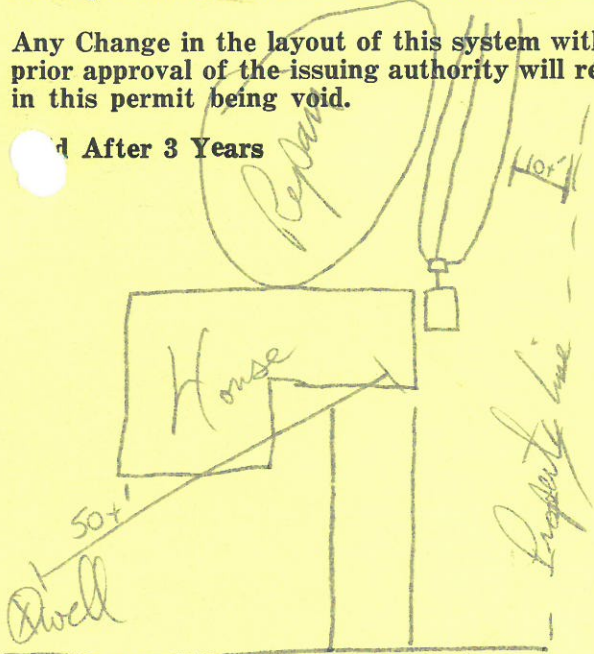 Any Change in the layout of this system with
prior approval of the issuing authority will re
in this permit being void.
d After 3 Years
Repair
10+'
House
Property line
50+'
well